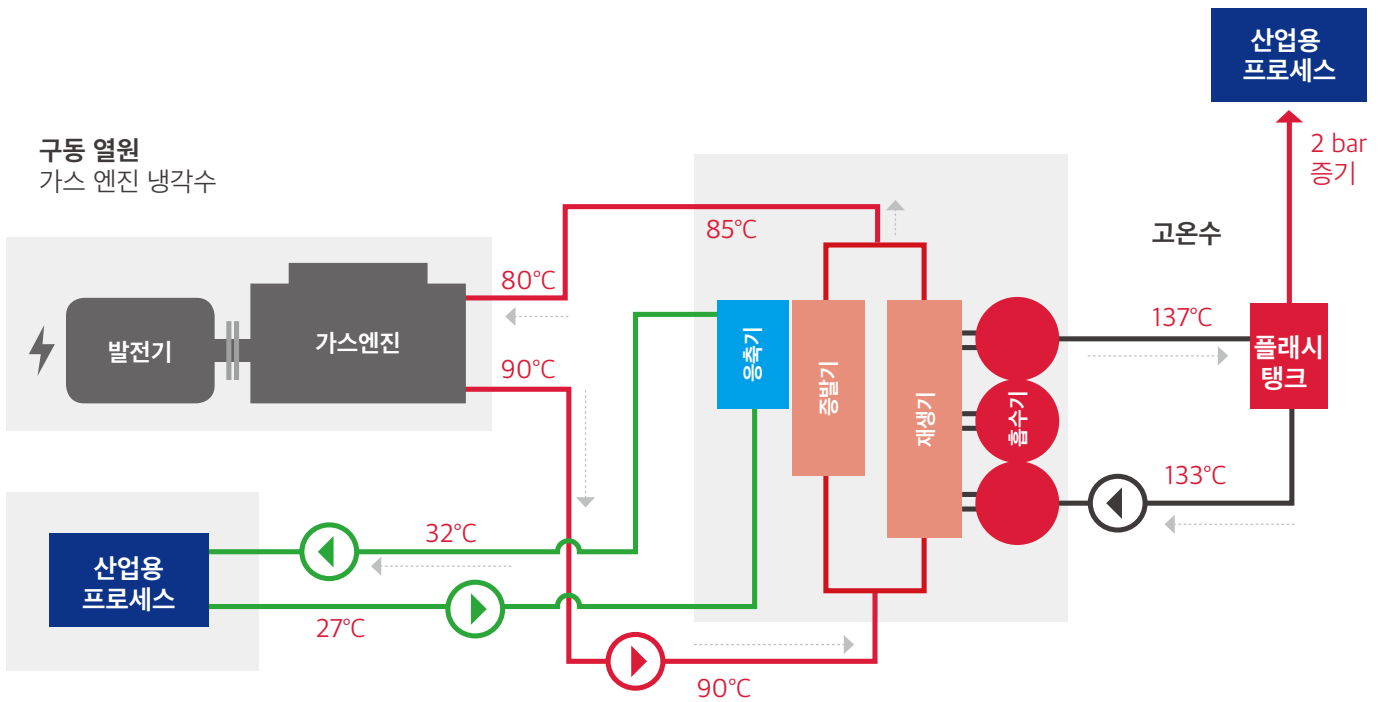 산업용
프로세스
2 bar
증기
구동 열원
가스 엔진 냉각수
85°C
고온수
80°C
137°C
발전기
가스엔진
응축기
증발기
재생기
흡수기
플래시
탱크
90°C
133°C
32°C
산업용
프로세스
27°C
90°C